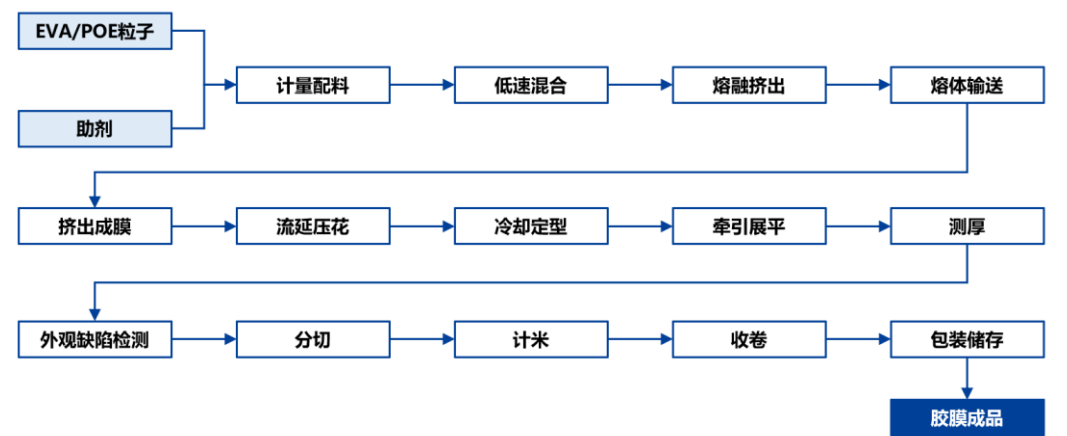 EVA/POE粒子
助剂
计量配料
低速混合
熔融挤出
熔体输送
挤出成膜
流延压花
冷却定型
牵引展平
测厚
外观缺陷检测
分切
计米
收卷
包装储存
胶膜成品